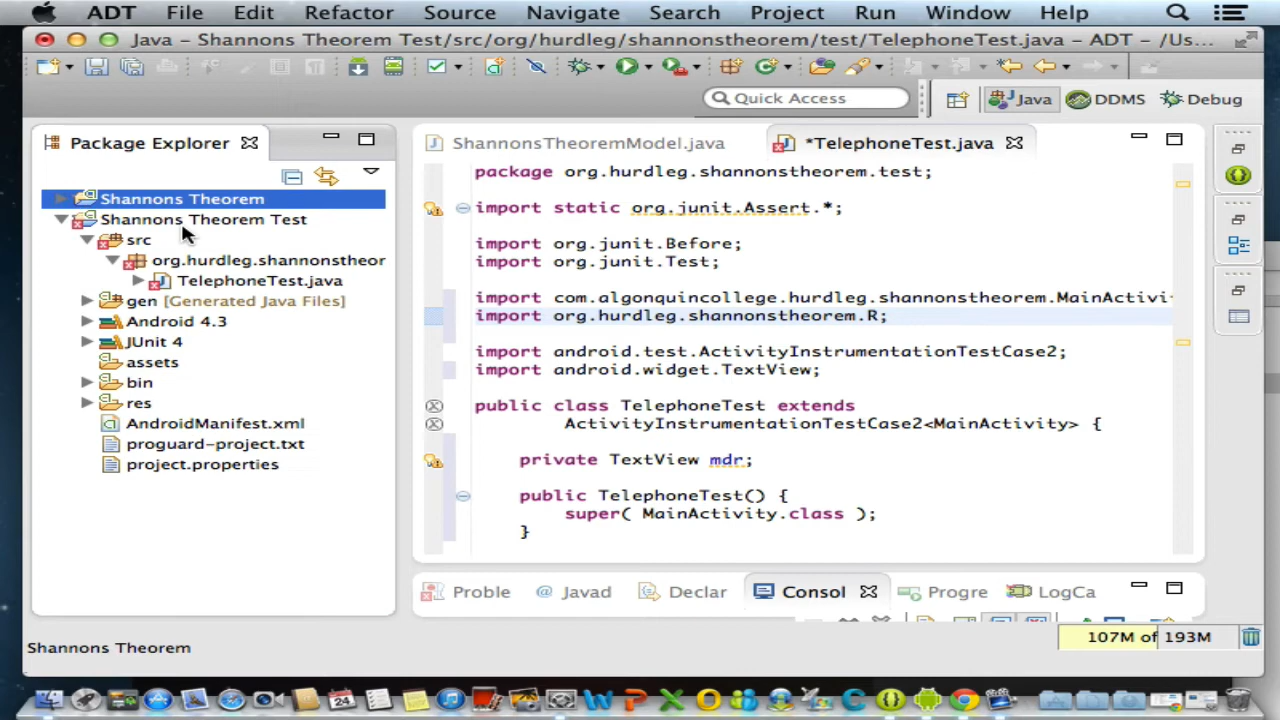 ADT File Edit Refactor Source Navigate Search Project Run Window Help
Java – Shannons Theorem Test/src/org/hurdleg/shannonstheorem/test/TelephoneTest.java – ADT – /Us...
Quick Access
Java DDMS Debug
Package Explorer
Shannons Theorem
Shannons Theorem Test
src
org.hurdleg.shannonstheor
TelephoneTest.java
gen [Generated Java Files]
Android 4.3
JUnit 4
assets
bin
res
AndroidManifest.xml
proguard-project.txt
project.properties
ShannonsTheoremModel.java *TelephoneTest.java
package org.hurdleg.shannonstheorem.test;
import static org.junit.Assert.*;
import org.junit.Before;
import org.junit.Test;
import com.algonquincollege.hurdleg.shannonstheorem.MainActivi
import org.hurdleg.shannonstheorem.R;
import android.test.ActivityInstrumentationTestCase2;
import android.widget.TextView;
public class TelephoneTest extends
ActivityInstrumentationTestCase2<MainActivity> {
private TextView mdr;
public TelephoneTest() {
super( MainActivity.class );
}
Proble @ Javad Declar Consol Progre LogCa
107M of 193M
Shannons Theorem